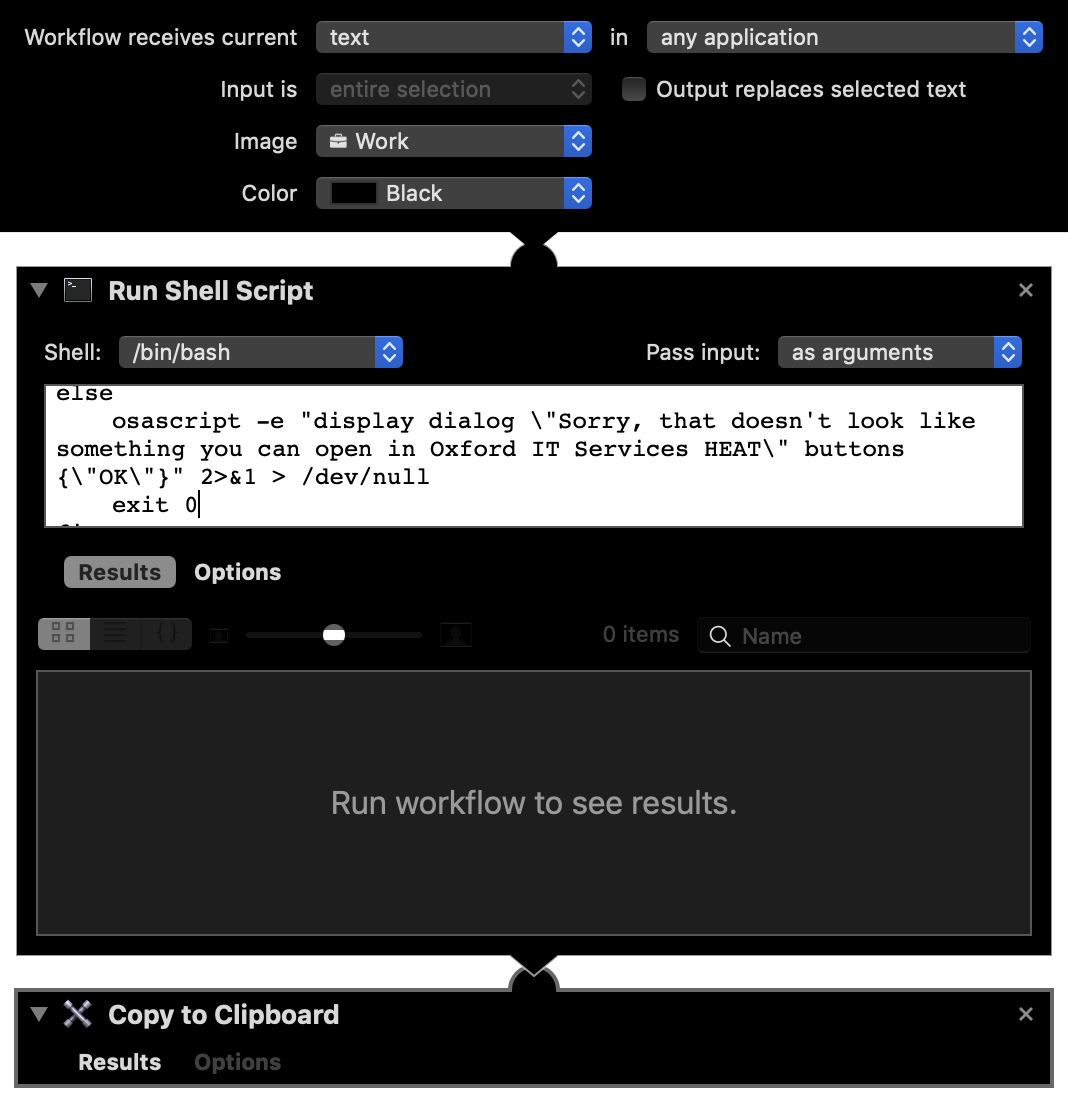 Workflow receives current text in any application
Input is entire selection Output replaces selected text
Image Work
Color Black
Run Shell Script
Shell: /bin/bash Pass input: as arguments
else
osascript -e "display dialog \"Sorry, that doesn't look like
something you can open in Oxford IT Services HEAT\" buttons
{\"OK\"}" 2>&1 > /dev/null
exit 0
Results Options
0 items Name
Run workflow to see results.
Copy to Clipboard
Results Options